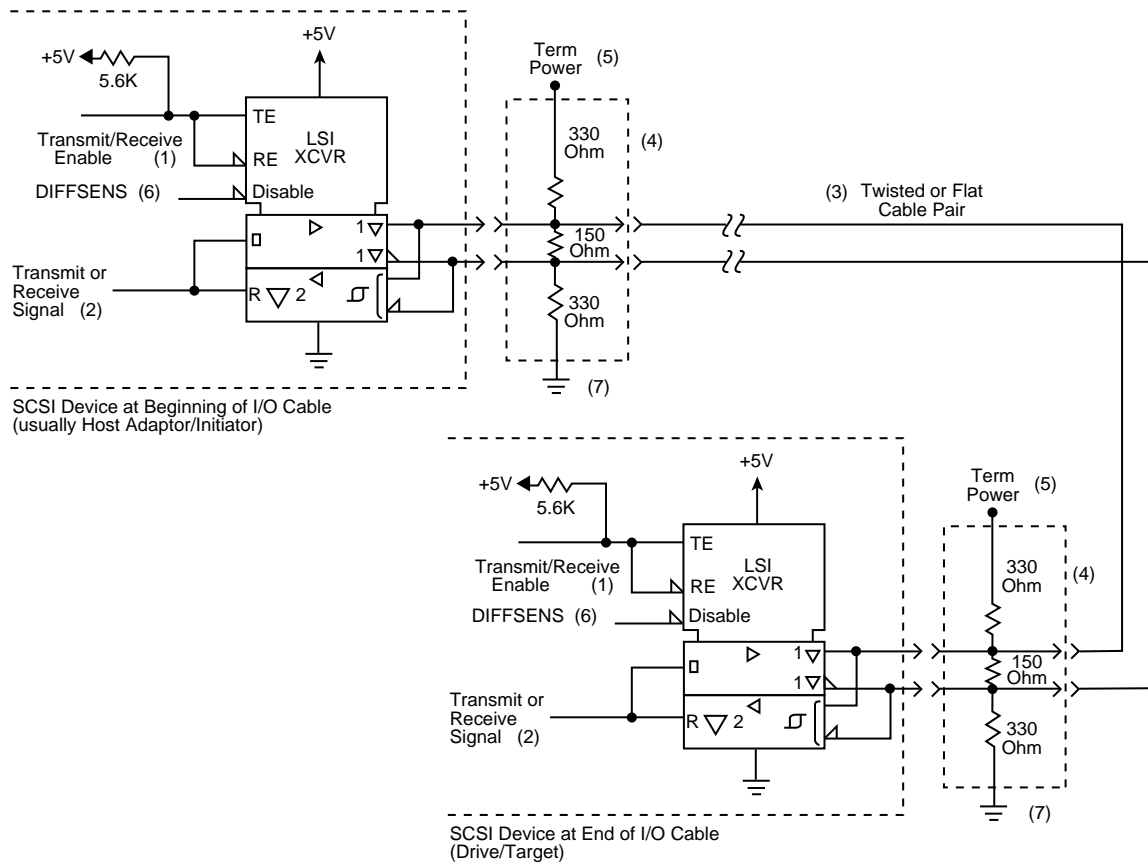 +5V
5.6K
+5V
TE
LSI
XCVR
Transmit/Receive
Enable (1)
RE
DIFFSENS (6)
Disable
1
1
Transmit or
Receive
Signal (2)
R 2
Term
Power (5)
330
Ohm
(4)
150
Ohm
330
Ohm
(7)
(3) Twisted or Flat
Cable Pair
SCSI Device at Beginning of I/O Cable
(usually Host Adaptor/Initiator)
+5V
5.6K
+5V
TE
LSI
XCVR
Transmit/Receive
Enable (1)
RE
DIFFSENS (6)
Disable
1
1
Transmit or
Receive
Signal (2)
R 2
Term
Power (5)
330
Ohm
(4)
150
Ohm
330
Ohm
(7)
SCSI Device at End of I/O Cable
(Drive/Target)